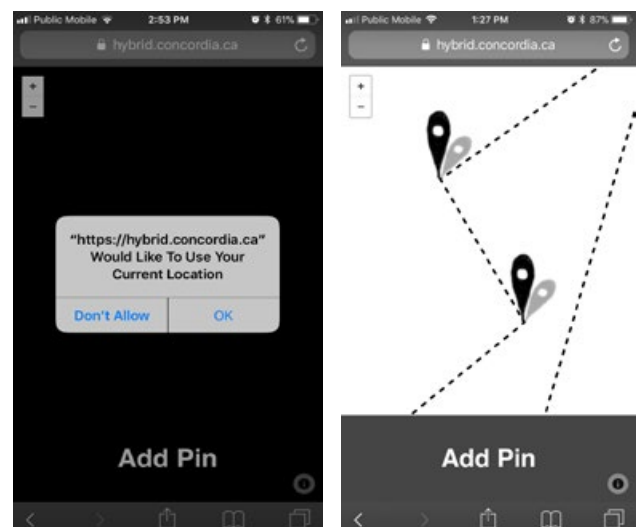 Public Mobile 2:53 PM 61%
hybrid.concordia.ca
+
−
"https://hybrid.concordia.ca"
Would Like To Use Your
Current Location
Don't Allow OK
Add Pin
Public Mobile 1:27 PM 87%
hybrid.concordia.ca
+
−
Add Pin